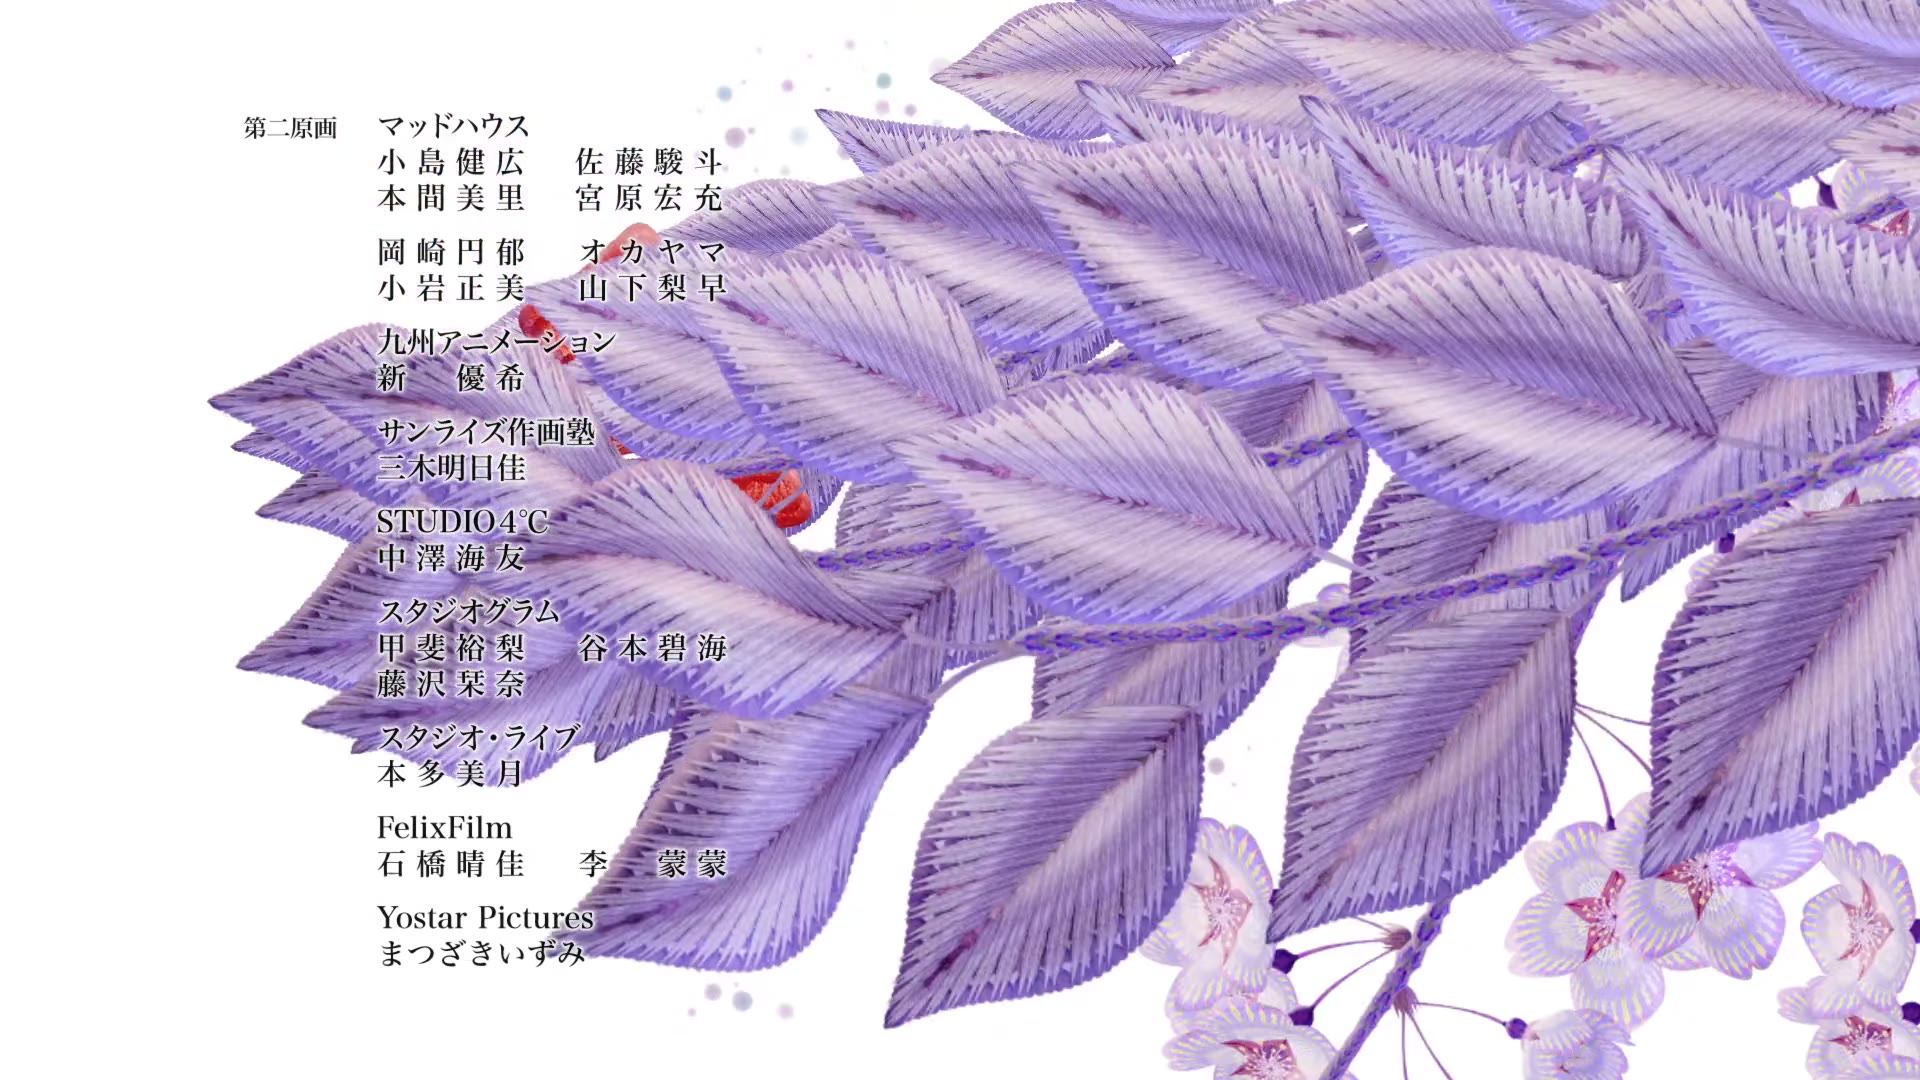 第二原画 マッドハウス
小島健広 佐藤駿斗
本間美里 宮原宏充
岡崎円郁 オカヤマ
小岩正美 山下梨早
九州アニメーション
新 優希
サンライズ作画塾
三木明日佳
STUDIO4℃
中澤海友
スタジオグラム
甲斐裕梨 谷本碧海
藤沢栞奈
スタジオ・ライブ
本多美月
FelixFilm
石橋晴佳 李 蒙蒙
Yostar Pictures
まつざきいずみ